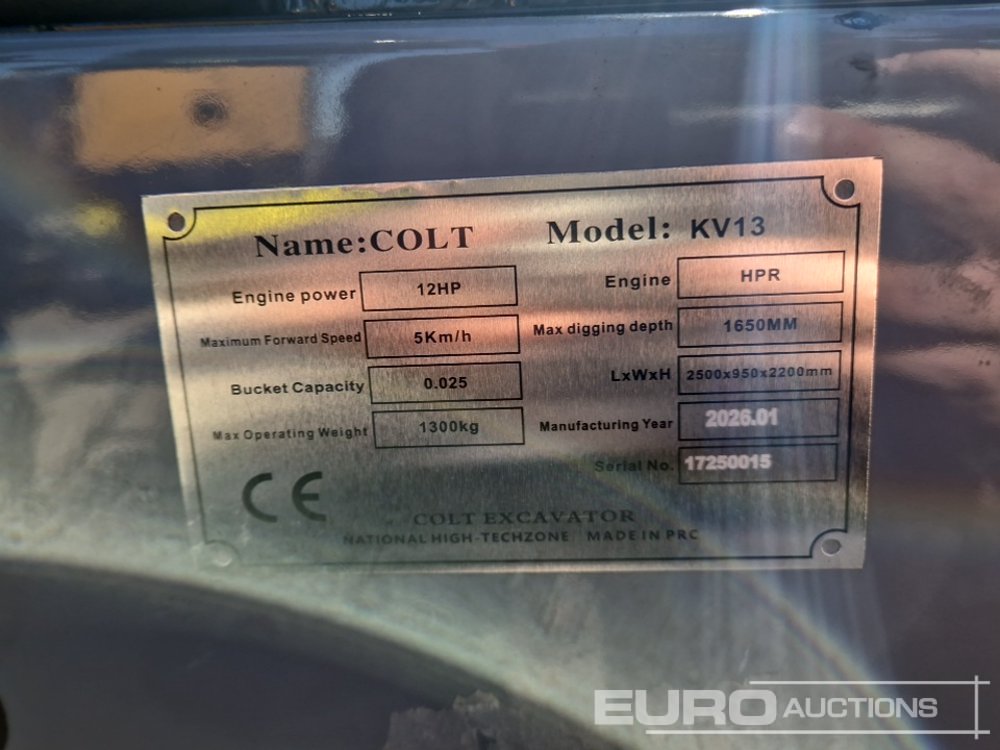 Name:COLT Model: KV13
Engine power 12HP Engine HPR
Maximum Forward Speed 5Km/h Max digging depth 1650MM
Bucket Capacity 0.025 LxWxH 2500x950x2200mm
Max Operating Weight 1300kg Manufacturing Year 2026.01
Serial No. 17250015
CE
COLT EXCAVATOR
NATIONAL HIGH-TECHZONE MADE IN PRC
EURO AUCTIONS